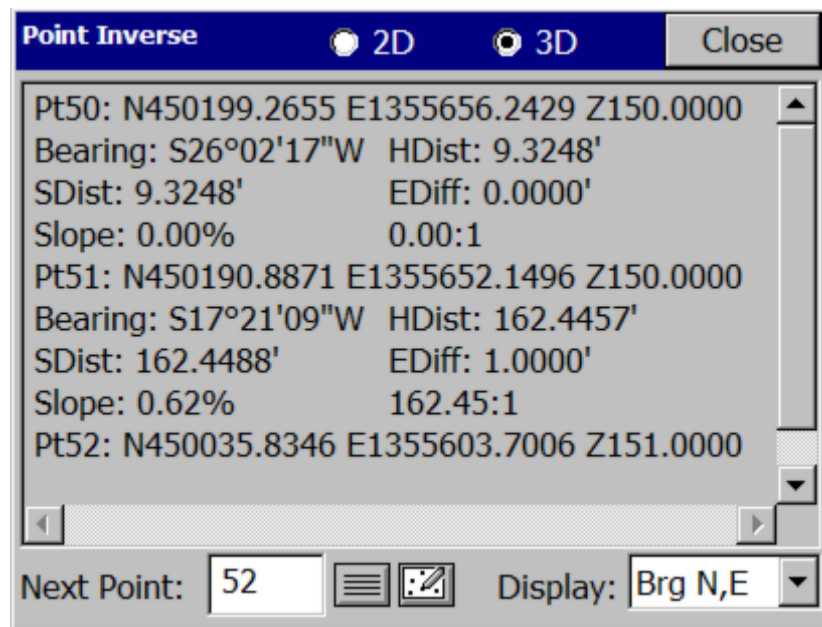 Point Inverse 2D 3D Close
Pt50: N450199.2655 E1355656.2429 Z150.0000
Bearing: S26°02'17"W HDist: 9.3248'
SDist: 9.3248' EDiff: 0.0000'
Slope: 0.00% 0.00:1
Pt51: N450190.8871 E1355652.1496 Z150.0000
Bearing: S17°21'09"W HDist: 162.4457'
SDist: 162.4488' EDiff: 1.0000'
Slope: 0.62% 162.45:1
Pt52: N450035.8346 E1355603.7006 Z151.0000
Next Point: 52 Display: Brg N,E